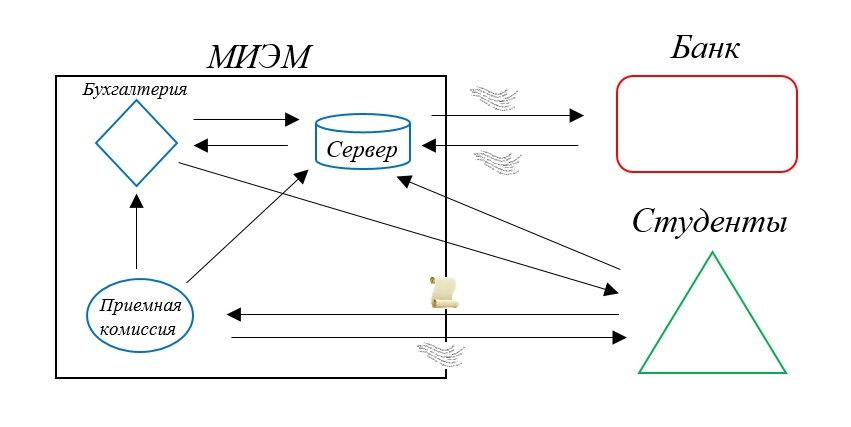 МИЭМ
Банк
Бухгалтерия
Сервер
Студенты
Приемная
комиссия